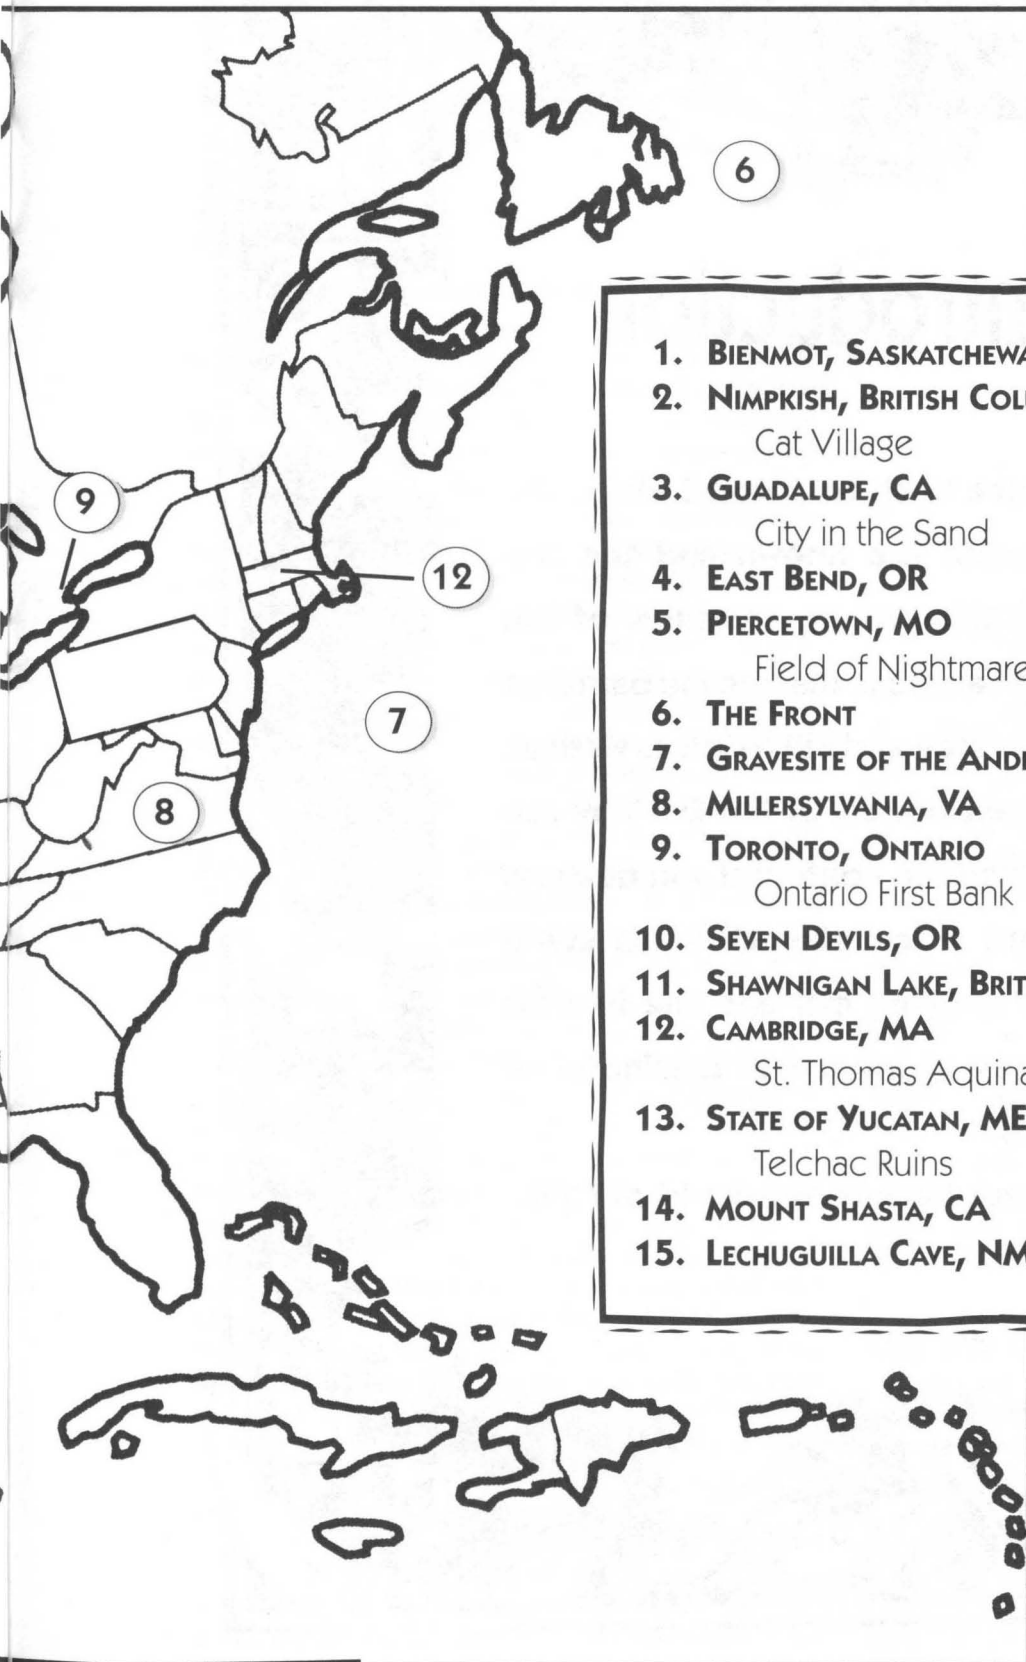 6
9
12
7
8
1. BIENMOT, SASKATCHEWA
2. NIMPKISH, BRITISH COL
Cat Village
3. GUADALUPE, CA
City in the Sand
4. EAST BEND, OR
5. PIERCETOWN, MO
Field of Nightmare
6. THE FRONT
7. GRAVESITE OF THE AND
8. MILLERSYLVANIA, VA
9. TORONTO, ONTARIO
Ontario First Bank
10. SEVEN DEVILS, OR
11. SHAWNIGAN LAKE, BRIT
12. CAMBRIDGE, MA
St. Thomas Aquina
13. STATE OF YUCATAN, ME
Telchac Ruins
14. MOUNT SHASTA, CA
15. LECHUGUILLA CAVE, NM